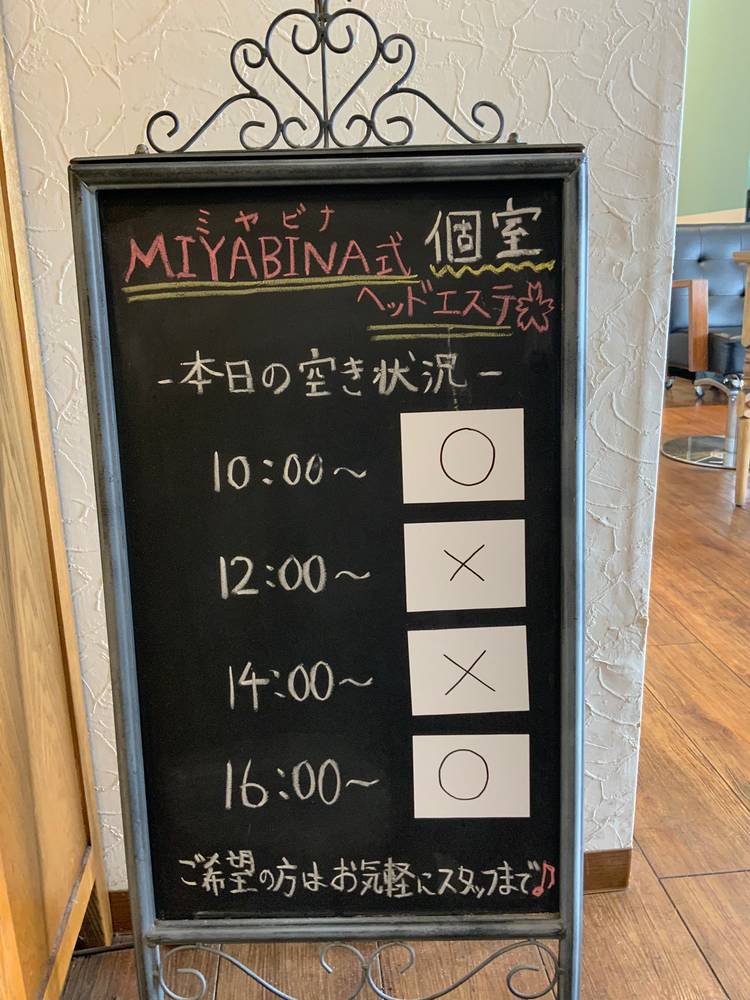 ミヤビナ
MIYABINA式 個室
ヘッドエステ
-本日の空き状況-
10:00～ ○
12:00～ ×
14:00～ ×
16:00～ ○
ご希望の方はお気軽にスタッフまで♪